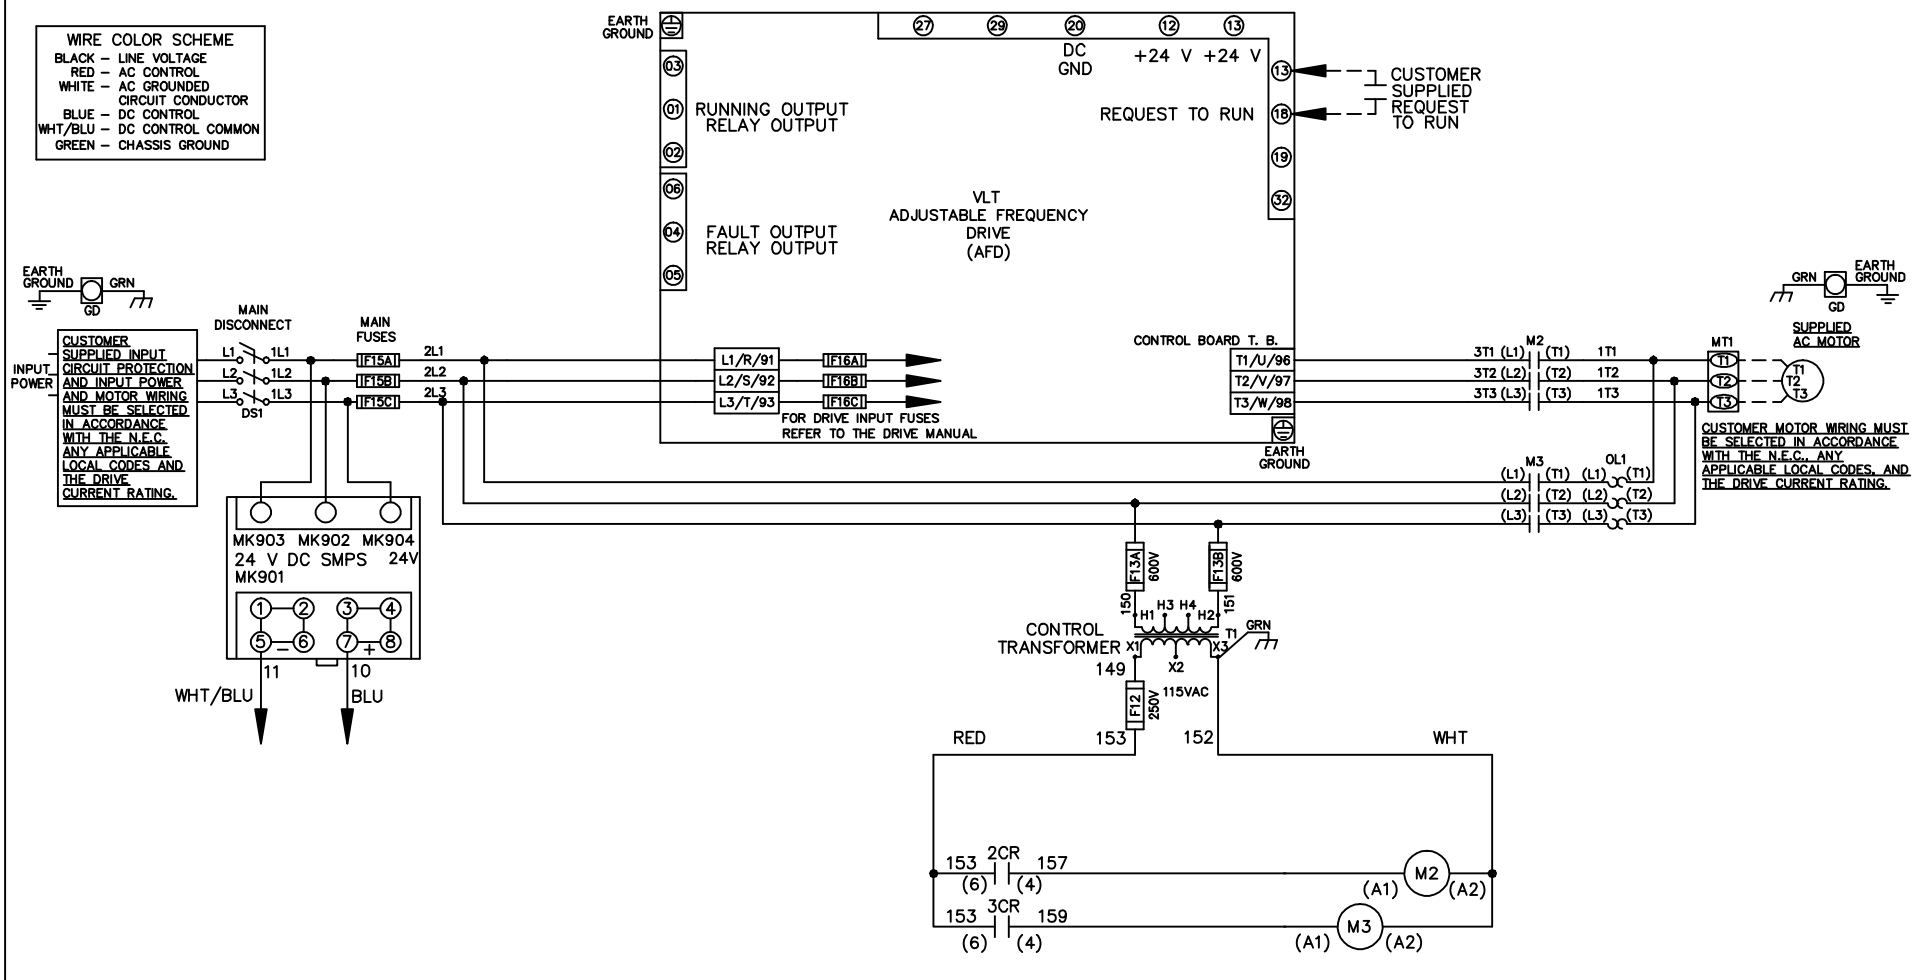 WIRE COLOR SCHEME
BLACK – LINE VOLTAGE
RED – AC CONTROL
WHITE – AC GROUNDED
CIRCUIT CONDUCTOR
BLUE – DC CONTROL
WHT/BLU – DC CONTROL COMMON
GREEN – CHASSIS GROUND
EARTH
GROUND
03
01
02
RUNNING OUTPUT
RELAY OUTPUT
06
04
05
FAULT OUTPUT
RELAY OUTPUT
27 29 20 12 13
DC
GND
+24 V +24 V
13
18
19
32
REQUEST TO RUN
CUSTOMER
SUPPLIED
REQUEST
TO RUN
VLT
ADJUSTABLE FREQUENCY
DRIVE
(AFD)
EARTH
GROUND
GRN
GD
INPUT
POWER
CUSTOMER
SUPPLIED INPUT
CIRCUIT PROTECTION
AND INPUT POWER
AND MOTOR WIRING
MUST BE SELECTED
IN ACCORDANCE
WITH THE N.E.C.
ANY APPLICABLE
LOCAL CODES AND
THE DRIVE
CURRENT RATING.
MAIN
DISCONNECT
L1 1L1
L2 1L2
L3 1L3
DS1
MAIN
FUSES
F15A 2L1
F15B 2L2
F15C 2L3
L1/R/91 F16A
L2/S/92 F16B
L3/T/93 F16C
FOR DRIVE INPUT FUSES
REFER TO THE DRIVE MANUAL
CONTROL BOARD T. B.
T1/U/96
T2/V/97
T3/W/98
EARTH
GROUND
M2
3T1 (L1) (T1) 1T1
3T2 (L2) (T2) 1T2
3T3 (L3) (T3) 1T3
MT1
T1
T2
T3
GRN
GD
EARTH
GROUND
SUPPLIED
AC MOTOR
T1
T2
T3
CUSTOMER MOTOR WIRING MUST
BE SELECTED IN ACCORDANCE
WITH THE N.E.C., ANY
APPLICABLE LOCAL CODES, AND
THE DRIVE CURRENT RATING.
M3 OL1
(L1) (T1) (L1) (T1)
(L2) (T2) (L2) (T2)
(L3) (T3) (L3) (T3)
MK903 MK902 MK904
24 V DC SMPS 24V
MK901
1 2 3 4
5 – 6 7 + 8
11 10
WHT/BLU BLU
F13A 600V
F13B 600V
150 151
H1 H3 H4 H2
T1 GRN
CONTROL
TRANSFORMER
X1 X2 X3
149
115VAC
F12 250V
153 152
RED WHT
153 2CR 157
(6) (4)
M2
(A1) (A2)
153 3CR 159
(6) (4)
M3
(A1) (A2)